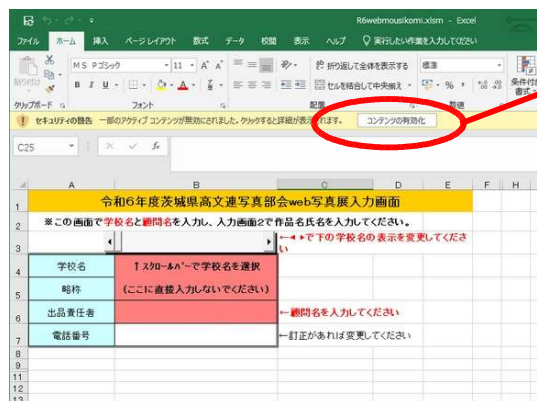 R6webmousikomi.xlsm - Excel
ファイル ホーム 挿入 ページ レイアウト 数式 データ 校閲 表示 ヘルプ 実行したい作業を入力してください
MS Pゴシック 11 A A 折り返して全体を表示する 標準
B I U A セルを結合して中央揃え % 条件付き
書式
クリップボード フォント 配置 数値
セキュリティの警告 一部のアクティブ コンテンツが無効にされました。クリックすると詳細が表示されます。 コンテンツの有効化
C25 fx
A B C D E F H
1 令和6年度茨城県高文連写真部会web写真展入力画面
2 ※この画面で学校名と顧問名を入力し、入力画面2で作品名氏名を入力してください。
3 ←◄ ►で下の学校名の表示を変更してください
4 学校名 ↑スクロールバーで学校名を選択
5 略称 (ここに直接入力しないでください)
6 出品責任者 ←顧問名を入力してください
7 電話番号 ←訂正があれば変更してください
8
9
11
12
13